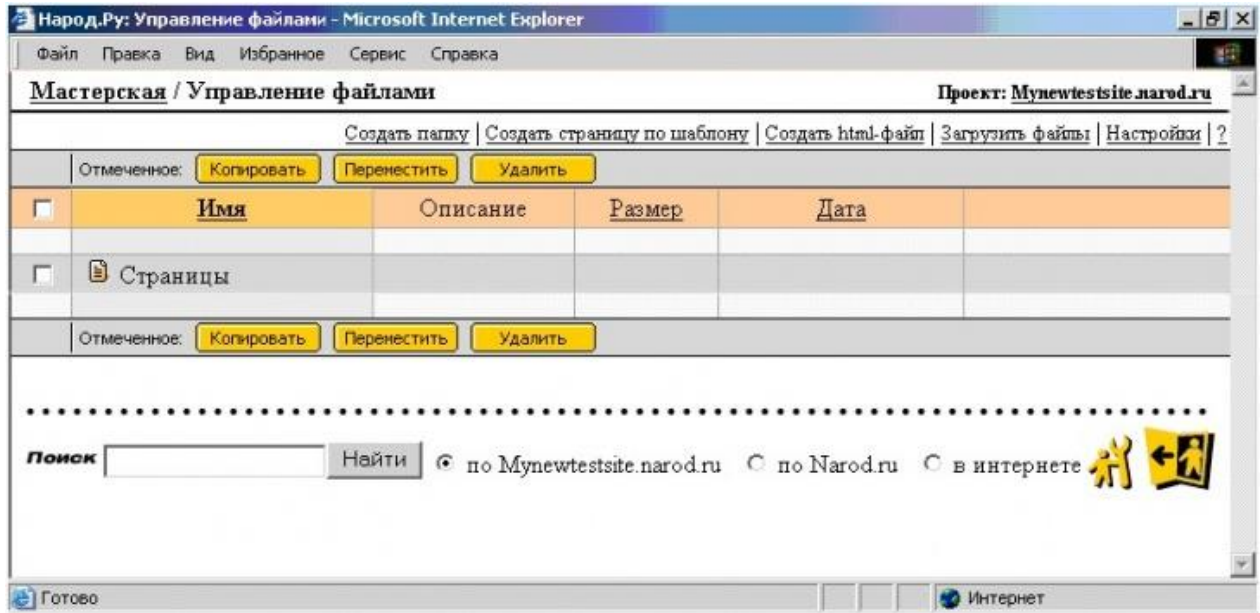 Народ.Ру: Управление файлами - Microsoft Internet Explorer
Файл Правка Вид Избранное Сервис Справка
Мастерская / Управление файлами Проект: Mynewtestsite.narod.ru
Создать папку | Создать страницу по шаблону | Создать html-файл | Загрузить файлы | Настройки | ?
Отмеченное: Копировать Переместить Удалить
Имя Описание Размер Дата
Страницы
Отмеченное: Копировать Переместить Удалить
Поиск Найти по Mynewtestsite.narod.ru по Narod.ru в интернете
Готово Интернет